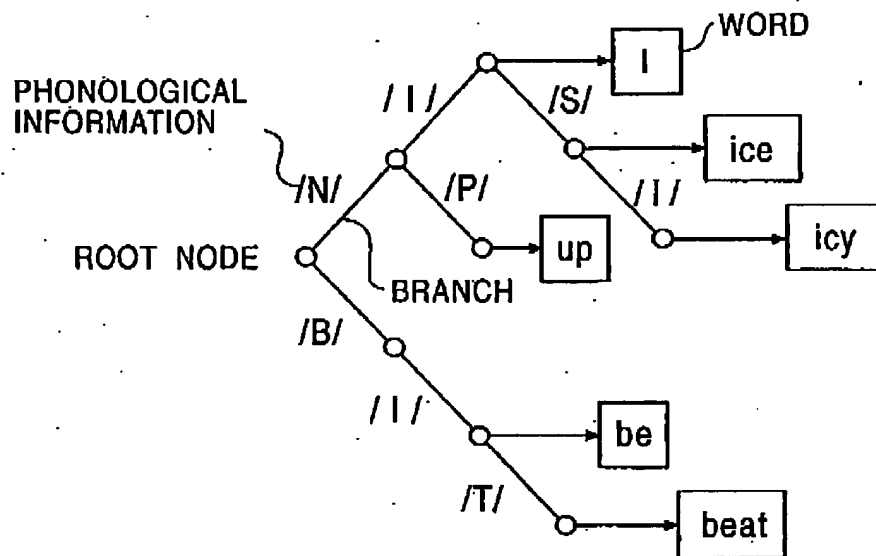 WORD
I
PHONOLOGICAL
INFORMATION
/I/
/S/
ice
/N/
/P/
/I/
icy
up
ROOT NODE
BRANCH
/B/
/I/
be
/T/
beat